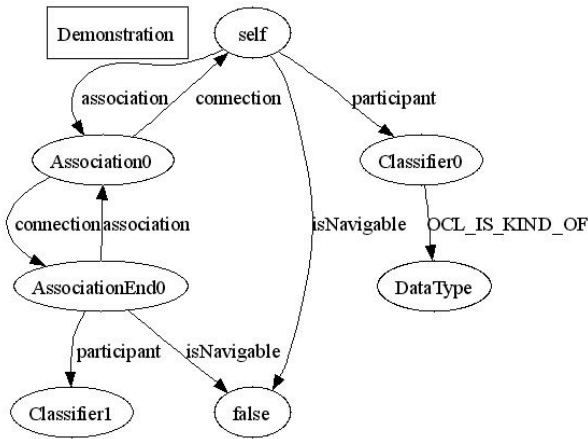 Demonstration
self
association
connection
participant
Association0
Classifier0
connection
association
isNavigable
OCL_IS_KIND_OF
AssociationEnd0
DataType
participant
isNavigable
Classifier1
false